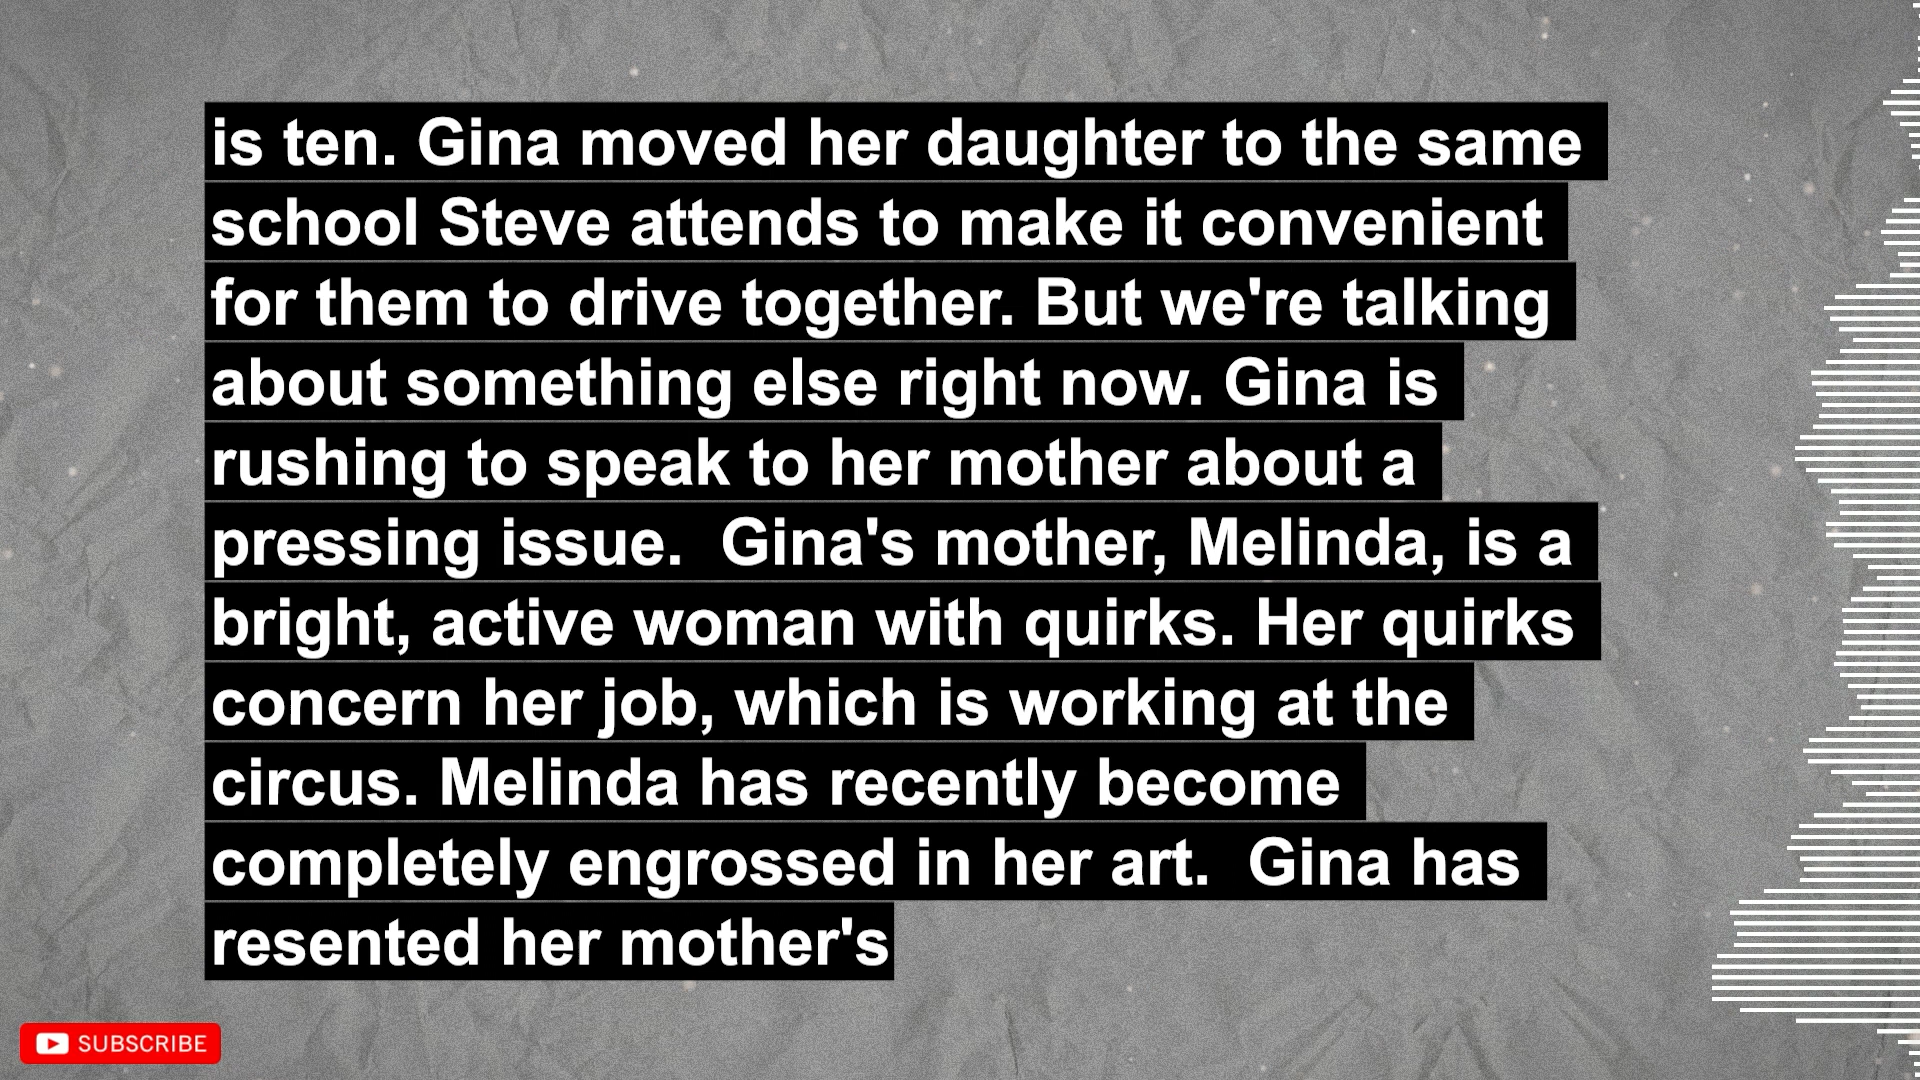 is ten. Gina moved her daughter to the same
school Steve attends to make it convenient
for them to drive together. But we're talking
about something else right now. Gina is
rushing to speak to her mother about a
pressing issue.  Gina's mother, Melinda, is a
bright, active woman with quirks. Her quirks
concern her job, which is working at the
circus. Melinda has recently become
completely engrossed in her art.  Gina has
resented her mother's
SUBSCRIBE